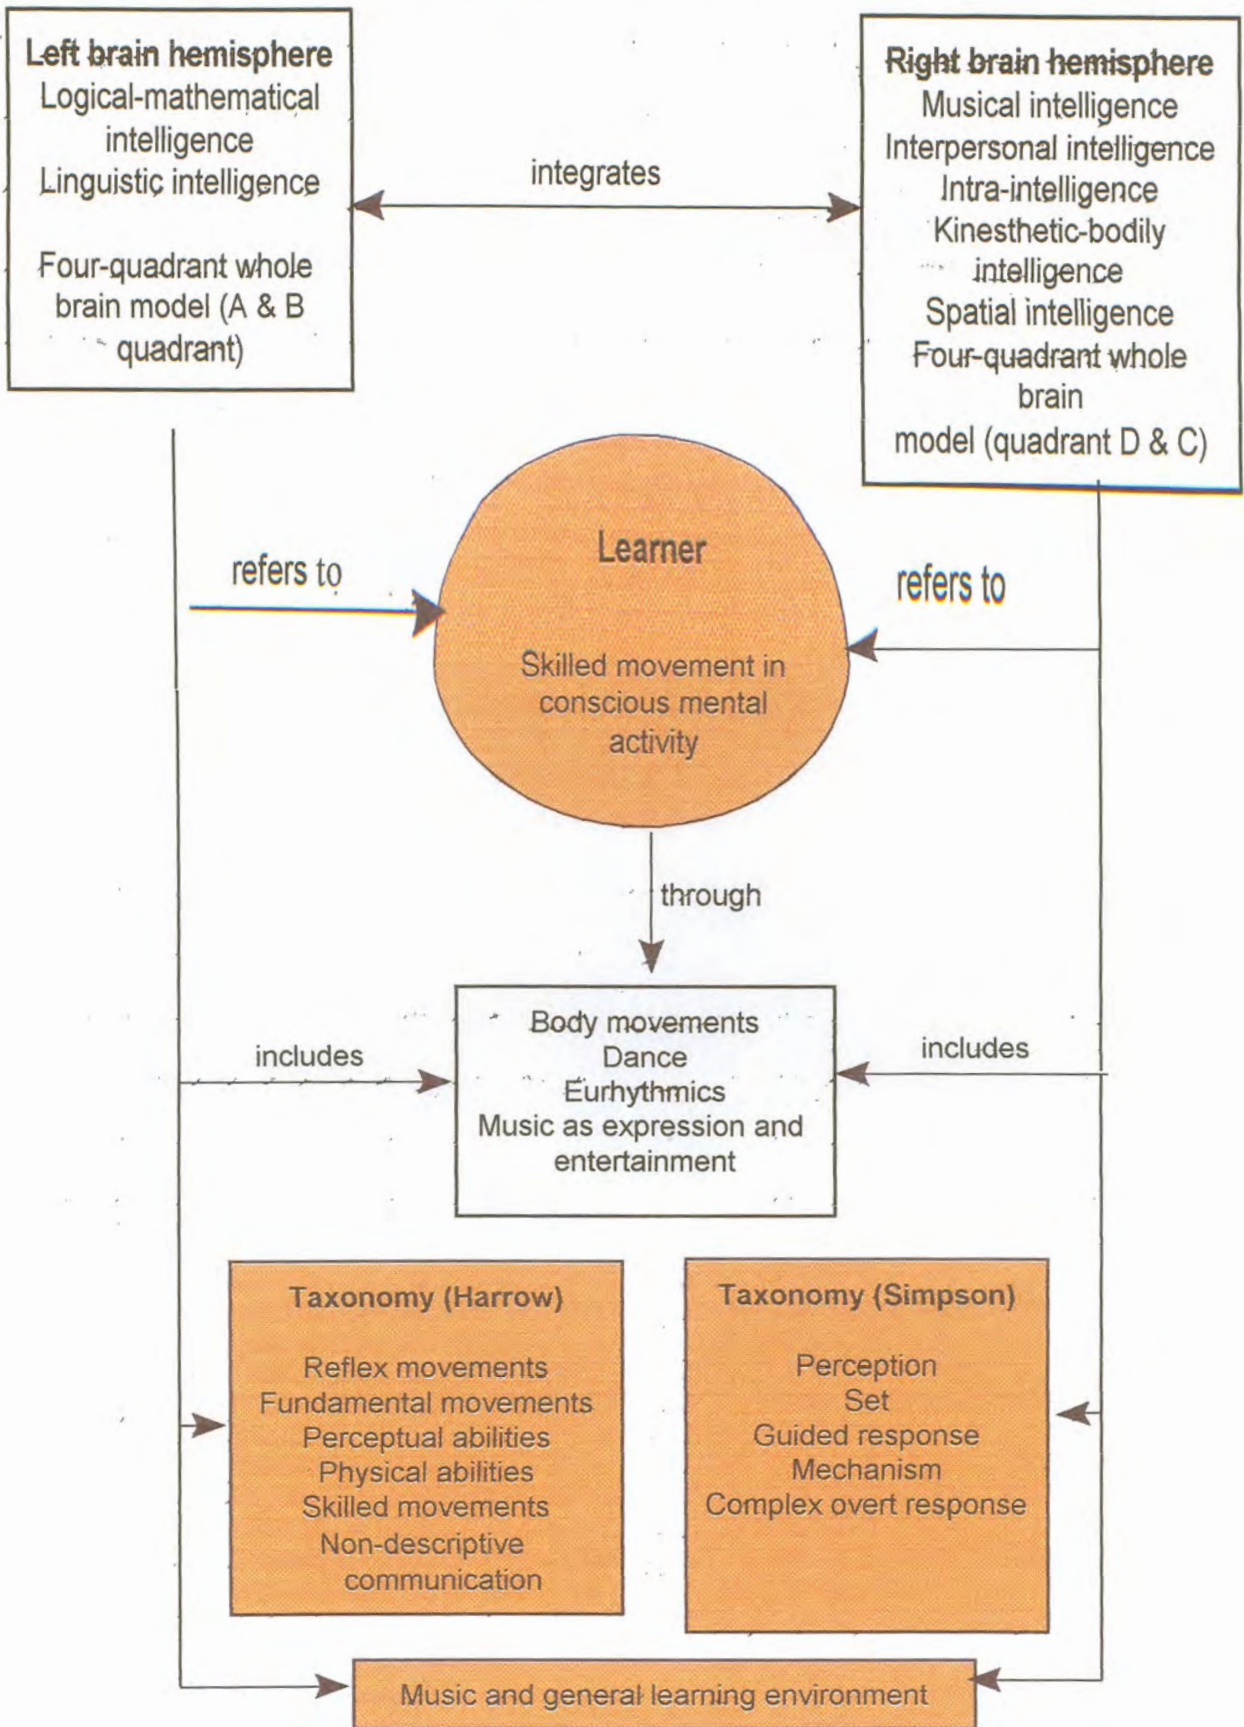 Left brain hemisphere
Logical-mathematical
intelligence
Linguistic intelligence
Four-quadrant whole
brain model (A & B
quadrant)
integrates
Right brain hemisphere
Musical intelligence
Interpersonal intelligence
Intra-intelligence
Kinesthetic-bodily
intelligence
Spatial intelligence
Four-quadrant whole
brain
model (quadrant D & C)
refers to
Learner
Skilled movement in
conscious mental
activity
refers to
through
includes
Body movements
Dance
Eurhythmics
Music as expression and
entertainment
includes
Taxonomy (Harrow)
Reflex movements
Fundamental movements
Perceptual abilities
Physical abilities
Skilled movements
Non-descriptive
communication
Taxonomy (Simpson)
Perception
Set
Guided response
Mechanism
Complex overt response
Music and general learning environment